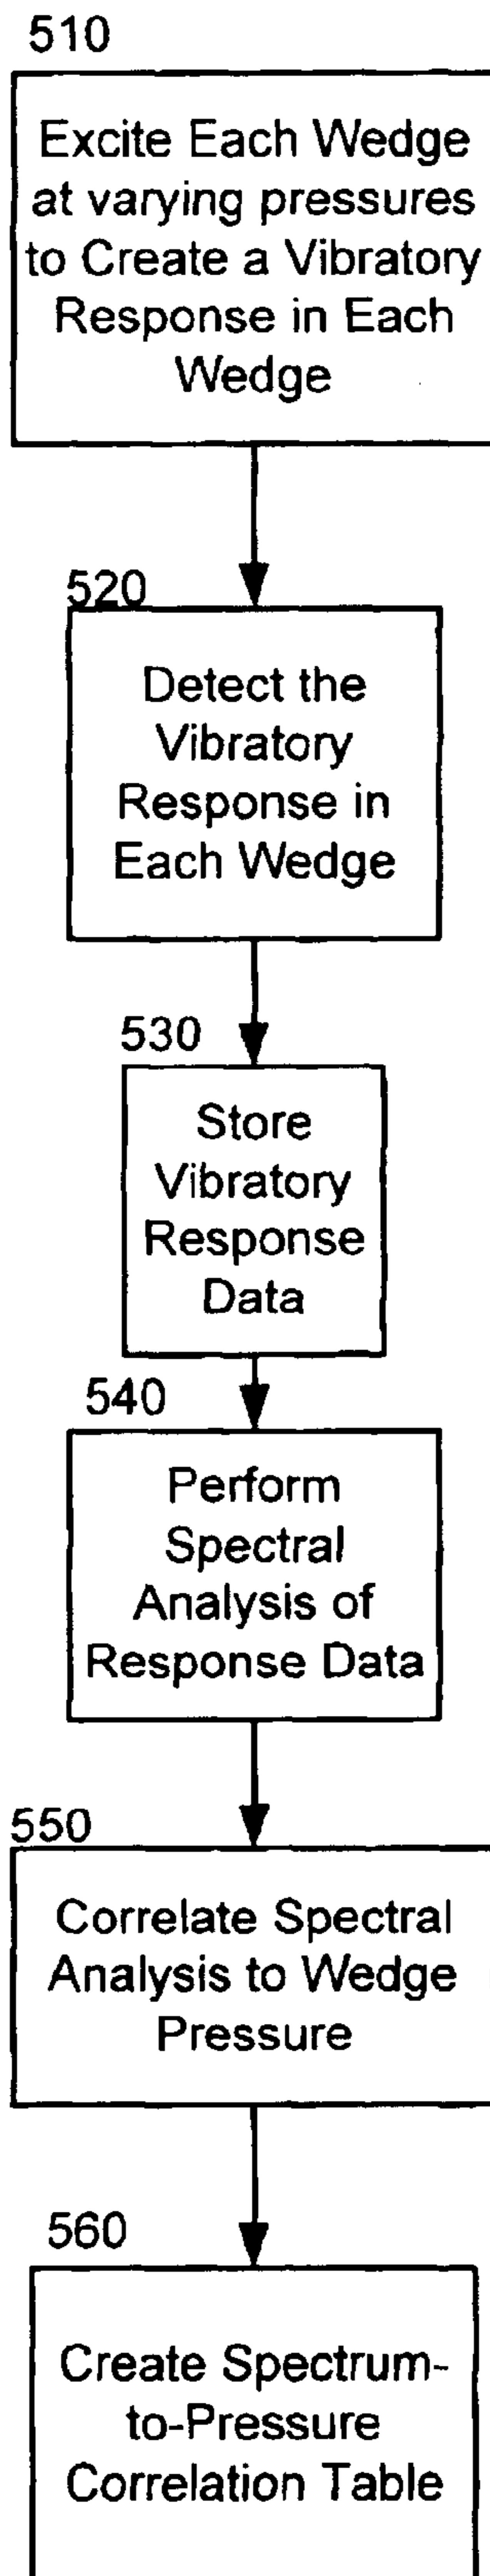 510
Excite Each Wedge
at varying pressures
to Create a Vibratory
Response in Each
Wedge
520
Detect the
Vibratory
Response in
Each Wedge
530
Store
Vibratory
Response
Data
540
Perform
Spectral
Analysis of
Response Data
550
Correlate Spectral
Analysis to Wedge
Pressure
560
Create Spectrum-
to-Pressure
Correlation Table